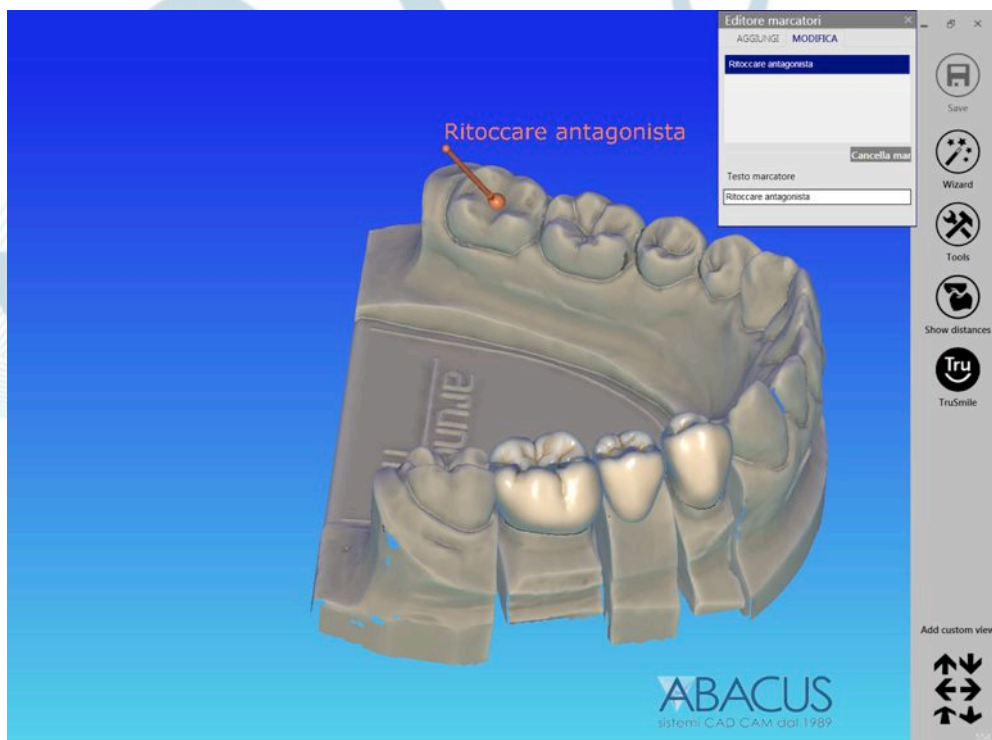 Editore marcatori
AGGIUNGI MODIFICA
Ritoccare antagonista
Cancella mar
Testo marcatore
Ritoccare antagonista
Ritoccare antagonista
Save
Wizard
Tools
Show distances
Tru
TruSmile
Add custom view
ABACUS
sistemi CAD CAM dal 1989